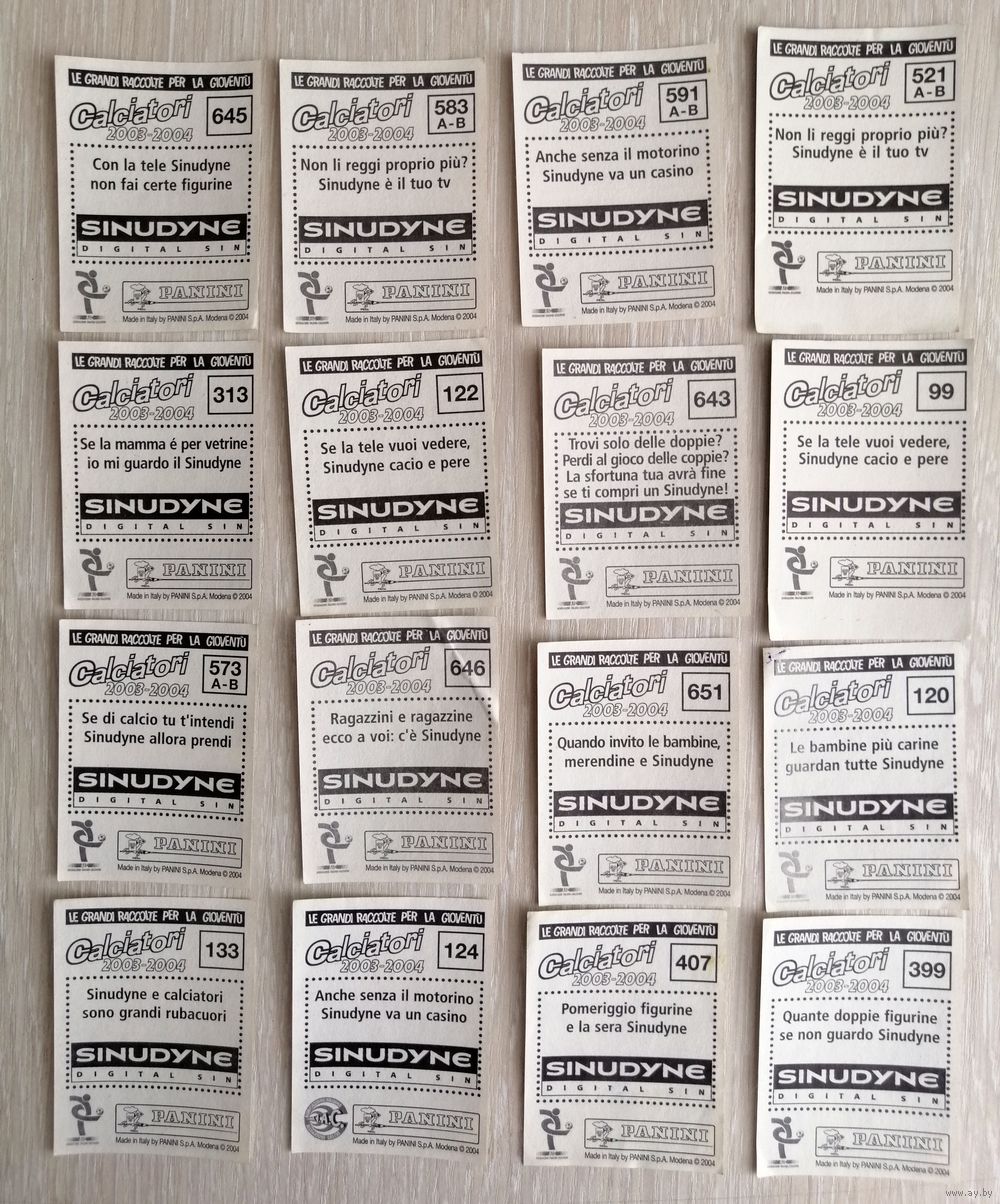 LE GRANDI RACCOLTE PER LA GIOVENTÙ
Calciatori
2003-2004
645
Con la tele Sinudyne
non fai certe figurine
SINUDYNE
DIGITAL SIN
PANINI
Made in Italy by PANINI S.p.A. Modena © 2004
LE GRANDI RACCOLTE PER LA GIOVENTÙ
Calciatori
2003-2004
583
A-B
Non li reggi proprio più?
Sinudyne è il tuo tv
SINUDYNE
DIGITAL SIN
PANINI
Made in Italy by PANINI S.p.A. Modena © 2004
LE GRANDI RACCOLTE PER LA GIOVENTÙ
Calciatori
2003-2004
591
A-B
Anche senza il motorino
Sinudyne va un casino
SINUDYNE
DIGITAL SIN
PANINI
Made in Italy by PANINI S.p.A. Modena © 2004
LE GRANDI RACCOLTE PER LA GIOVENTÙ
Calciatori
2003-2004
521
A-B
Non li reggi proprio più?
Sinudyne è il tuo tv
SINUDYNE
DIGITAL SIN
PANINI
Made in Italy by PANINI S.p.A. Modena © 2004
LE GRANDI RACCOLTE PER LA GIOVENTÙ
Calciatori
2003-2004
313
Se la mamma é per vetrine
io mi guardo il Sinudyne
SINUDYNE
DIGITAL SIN
PANINI
Made in Italy by PANINI S.p.A. Modena © 2004
LE GRANDI RACCOLTE PER LA GIOVENTÙ
Calciatori
2003-2004
122
Se la tele vuoi vedere,
Sinudyne cacio e pere
SINUDYNE
DIGITAL SIN
PANINI
Made in Italy by PANINI S.p.A. Modena © 2004
LE GRANDI RACCOLTE PER LA GIOVENTÙ
Calciatori
2003-2004
643
Trovi solo delle doppie?
Perdi al gioco delle coppie?
La sfortuna tua avrà fine
se ti compri un Sinudyne!
SINUDYNE
DIGITAL SIN
PANINI
Made in Italy by PANINI S.p.A. Modena © 2004
LE GRANDI RACCOLTE PER LA GIOVENTÙ
Calciatori
2003-2004
99
Se la tele vuoi vedere,
Sinudyne cacio e pere
SINUDYNE
DIGITAL SIN
PANINI
Made in Italy by PANINI S.p.A. Modena © 2004
LE GRANDI RACCOLTE PER LA GIOVENTÙ
Calciatori
2003-2004
573
A-B
Se di calcio tu t'intendi
Sinudyne allora prendi
SINUDYNE
DIGITAL SIN
PANINI
Made in Italy by PANINI S.p.A. Modena © 2004
LE GRANDI RACCOLTE PER LA GIOVENTÙ
Calciatori
2003-2004
646
Ragazzini e ragazzine
ecco a voi: c'è Sinudyne
SINUDYNE
DIGITAL SIN
PANINI
Made in Italy by PANINI S.p.A. Modena © 2004
LE GRANDI RACCOLTE PER LA GIOVENTÙ
Calciatori
2003-2004
651
Quando invito le bambine,
merendine e Sinudyne
SINUDYNE
DIGITAL SIN
PANINI
Made in Italy by PANINI S.p.A. Modena © 2004
LE GRANDI RACCOLTE PER LA GIOVENTÙ
Calciatori
2003-2004
120
Le bambine più carine
guardan tutte Sinudyne
SINUDYNE
DIGITAL SIN
PANINI
Made in Italy by PANINI S.p.A. Modena © 2004
LE GRANDI RACCOLTE PER LA GIOVENTÙ
Calciatori
2003-2004
133
Sinudyne e calciatori
sono grandi rubacuori
SINUDYNE
DIGITAL SIN
PANINI
Made in Italy by PANINI S.p.A. Modena © 2004
LE GRANDI RACCOLTE PER LA GIOVENTÙ
Calciatori
2003-2004
124
Anche senza il motorino
Sinudyne va un casino
SINUDYNE
DIGITAL SIN
PANINI
Made in Italy by PANINI S.p.A. Modena © 2004
LE GRANDI RACCOLTE PER LA GIOVENTÙ
Calciatori
2003-2004
407
Pomeriggio figurine
e la sera Sinudyne
SINUDYNE
DIGITAL SIN
PANINI
Made in Italy by PANINI S.p.A. Modena © 2004
LE GRANDI RACCOLTE PER LA GIOVENTÙ
Calciatori
2003-2004
399
Quante doppie figurine
se non guardo Sinudyne
SINUDYNE
DIGITAL SIN
PANINI
Made in Italy by PANINI S.p.A. Modena © 2004
www.ay.by